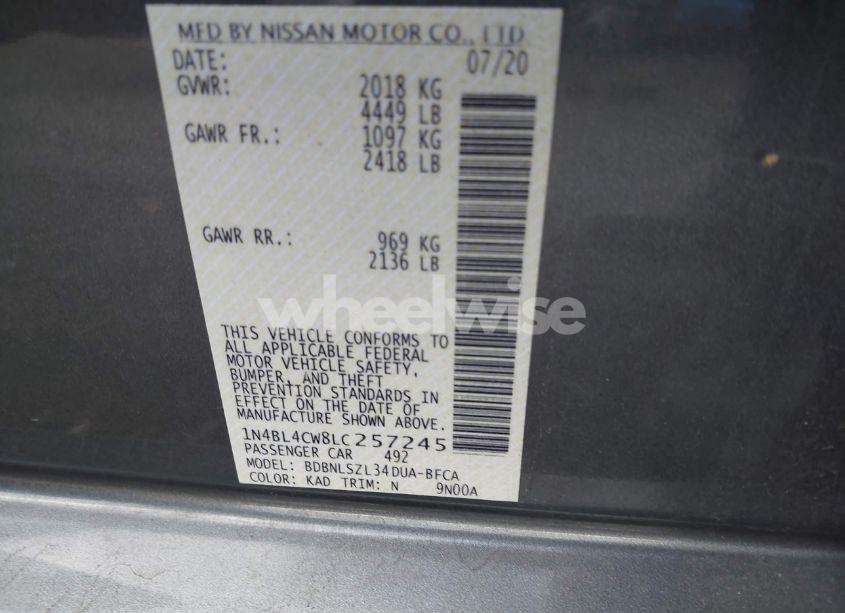 MFD BY NISSAN MOTOR CO., LTD
DATE: 07/20
GVWR: 2018 KG
4449 LB
GAWR FR.: 1097 KG
2418 LB
GAWR RR.: 969 KG
2136 LB
wheelwise
THIS VEHICLE CONFORMS TO
ALL APPLICABLE FEDERAL
MOTOR VEHICLE SAFETY,
BUMPER, AND THEFT
PREVENTION STANDARDS IN
EFFECT ON THE DATE OF
MANUFACTURE SHOWN ABOVE.
1N4BL4CW8LC257245
PASSENGER CAR 492
MODEL: BDBNLSZL34DUA-BFCA
COLOR: KAD TRIM: N 9N00A